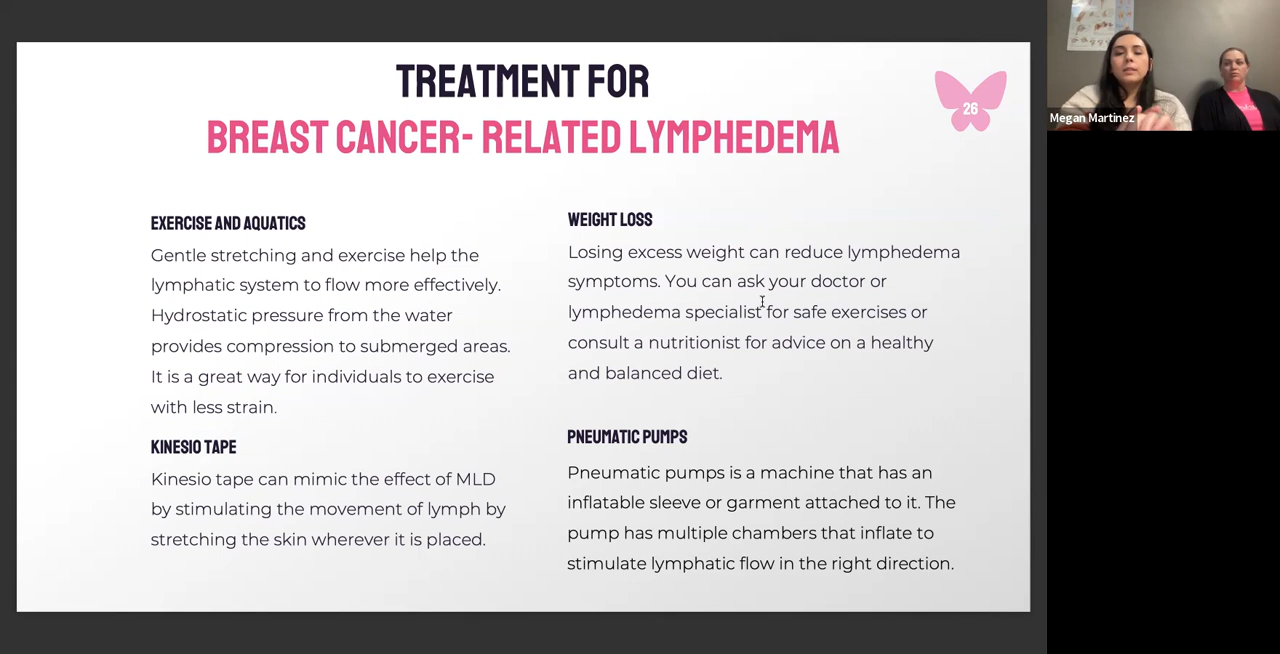 TREATMENT FOR
BREAST CANCER- RELATED LYMPHEDEMA
26
EXERCISE AND AQUATICS
Gentle stretching and exercise help the
lymphatic system to flow more effectively.
Hydrostatic pressure from the water
provides compression to submerged areas.
It is a great way for individuals to exercise
with less strain.
KINESIO TAPE
Kinesio tape can mimic the effect of MLD
by stimulating the movement of lymph by
stretching the skin wherever it is placed.
WEIGHT LOSS
Losing excess weight can reduce lymphedema
symptoms. You can ask your doctor or
lymphedema specialist for safe exercises or
consult a nutritionist for advice on a healthy
and balanced diet.
PNEUMATIC PUMPS
Pneumatic pumps is a machine that has an
inflatable sleeve or garment attached to it. The
pump has multiple chambers that inflate to
stimulate lymphatic flow in the right direction.
Megan Martinez